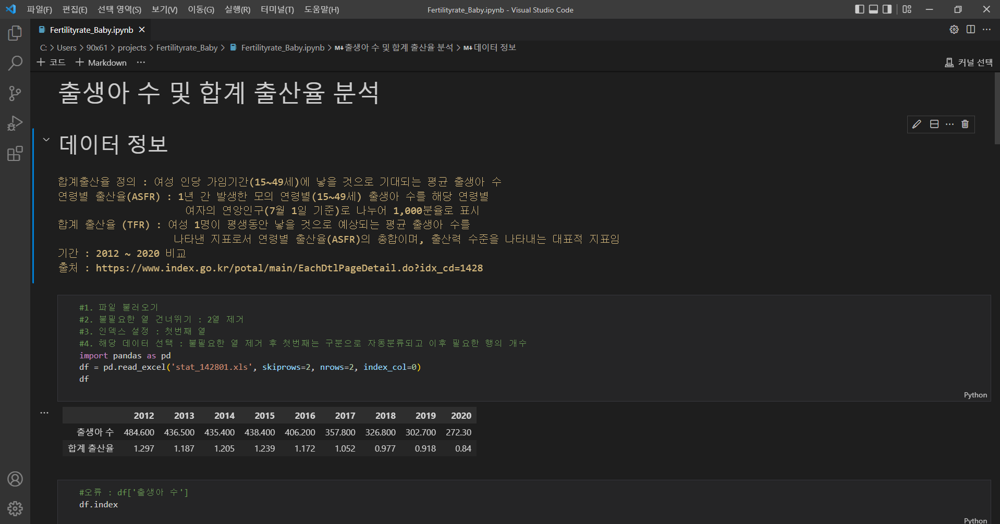 파일(F) 편집(E) 선택 영역(S) 보기(V) 이동(G) 실행(R) 터미널(T) 도움말(H) Fertilityrate_Baby.ipynb - Visual Studio Code
Fertilityrate_Baby.ipynb
C: > Users > 90x61 > projects > Fertilityrate_Baby > Fertilityrate_Baby.ipynb > M↓출생아 수 및 합계 출산율 분석 > M↓데이터 정보
+ 코드 + Markdown ··· 커널 선택
출생아 수 및 합계 출산율 분석
데이터 정보
합계출산율 정의 : 여성 인당 가임기간(15~49세)에 낳을 것으로 기대되는 평균 출생아 수
연령별 출산율(ASFR) : 1년 간 발생한 모의 연령별(15~49세) 출생아 수를 해당 연령별
여자의 연앙인구(7월 1일 기준)로 나누어 1,000분율로 표시
합계 출산율 (TFR) : 여성 1명이 평생동안 낳을 것으로 예상되는 평균 출생아 수를
나타낸 지표로서 연령별 출산율(ASFR)의 총합이며, 출산력 수준을 나타내는 대표적 지표임
기간 : 2012 ~ 2020 비교
출처 : https://www.index.go.kr/potal/main/EachDtlPageDetail.do?idx_cd=1428
#1. 파일 불러오기
#2. 불필요한 열 건너뛰기 : 2열 제거
#3. 인덱스 설정 : 첫번째 열
#4. 해당 데이터 선택 : 불필요한 열 제거 후 첫번째는 구분으로 자동분류되고 이후 필요한 행의 개수
import pandas as pd
df = pd.read_excel('stat_142801.xls', skiprows=2, nrows=2, index_col=0)
df
Python
2012 2013 2014 2015 2016 2017 2018 2019 2020
출생아 수 484.600 436.500 435.400 438.400 406.200 357.800 326.800 302.700 272.30
합계 출산율 1.297 1.187 1.205 1.239 1.172 1.052 0.977 0.918 0.84
#오류 : df['출생아 수']
df.index
Python